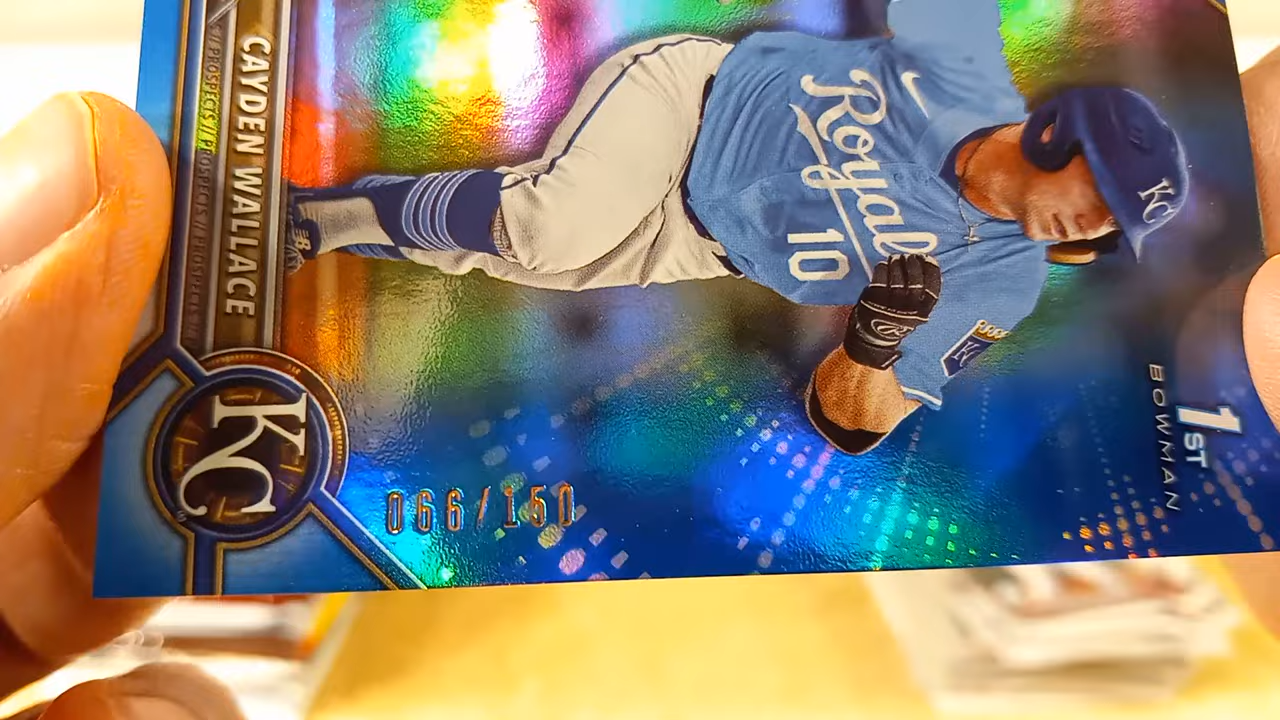 1ST
BOWMAN
Royals
10
KC
CAYDEN WALLACE
PROSPECTS // PROSPECTS // PROSPECTS
KC
066/150